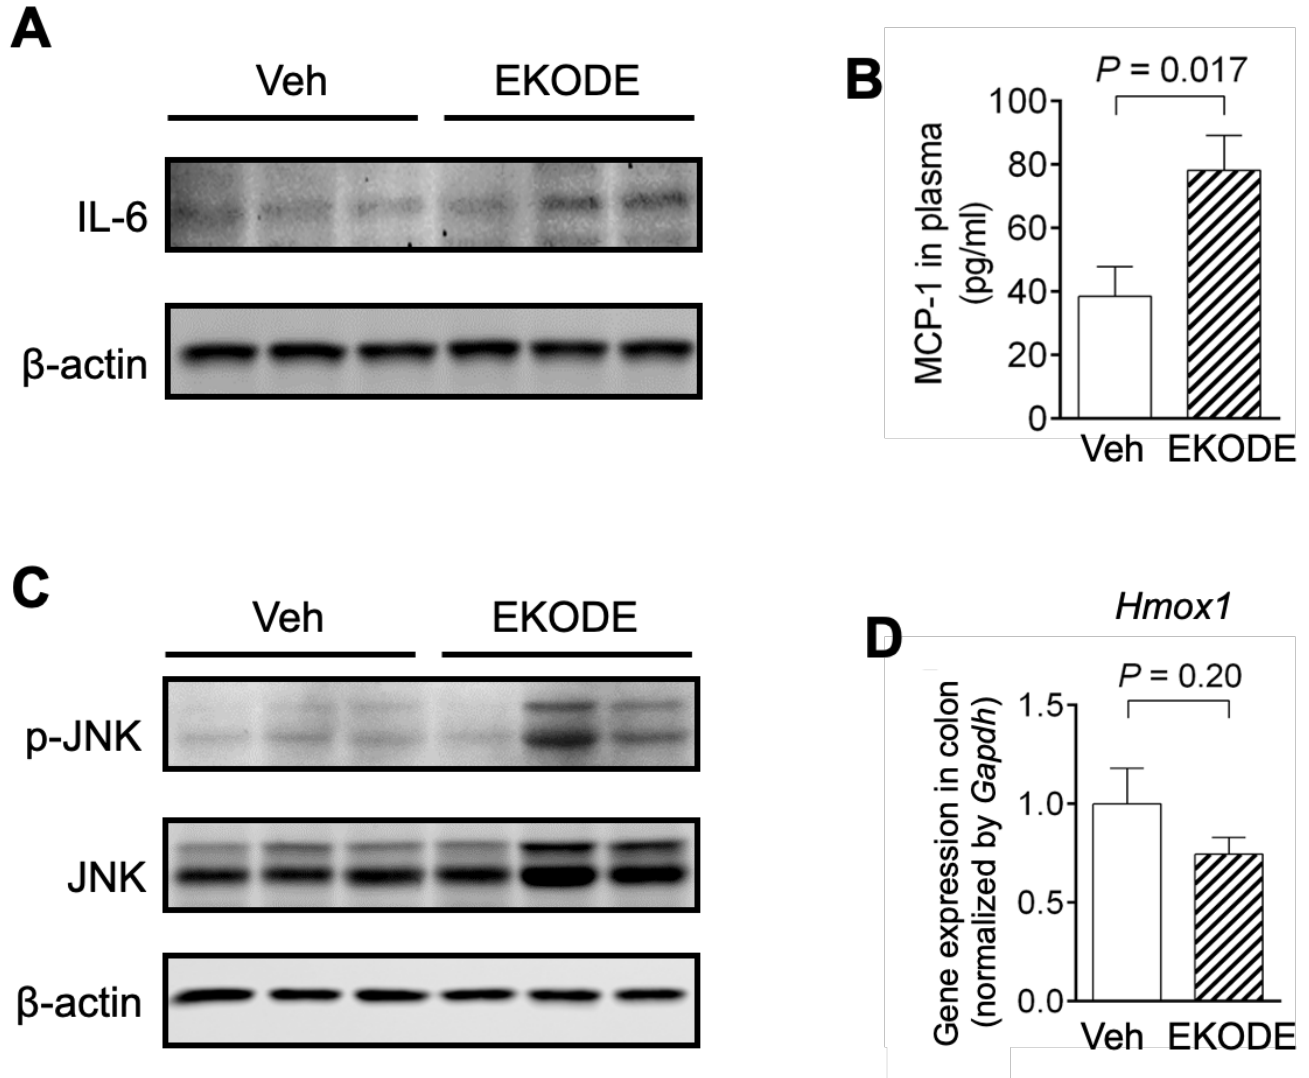 A
Veh EKODE
IL-6
β-actin
B
P = 0.017
MCP-1 in plasma
(pg/ml)
100
80
60
40
20
0
Veh EKODE
C
Veh EKODE
p-JNK
JNK
β-actin
D
Hmox1
P = 0.20
Gene expression in colon
(normalized by Gapdh)
1.5
1.0
0.5
0.0
Veh EKODE